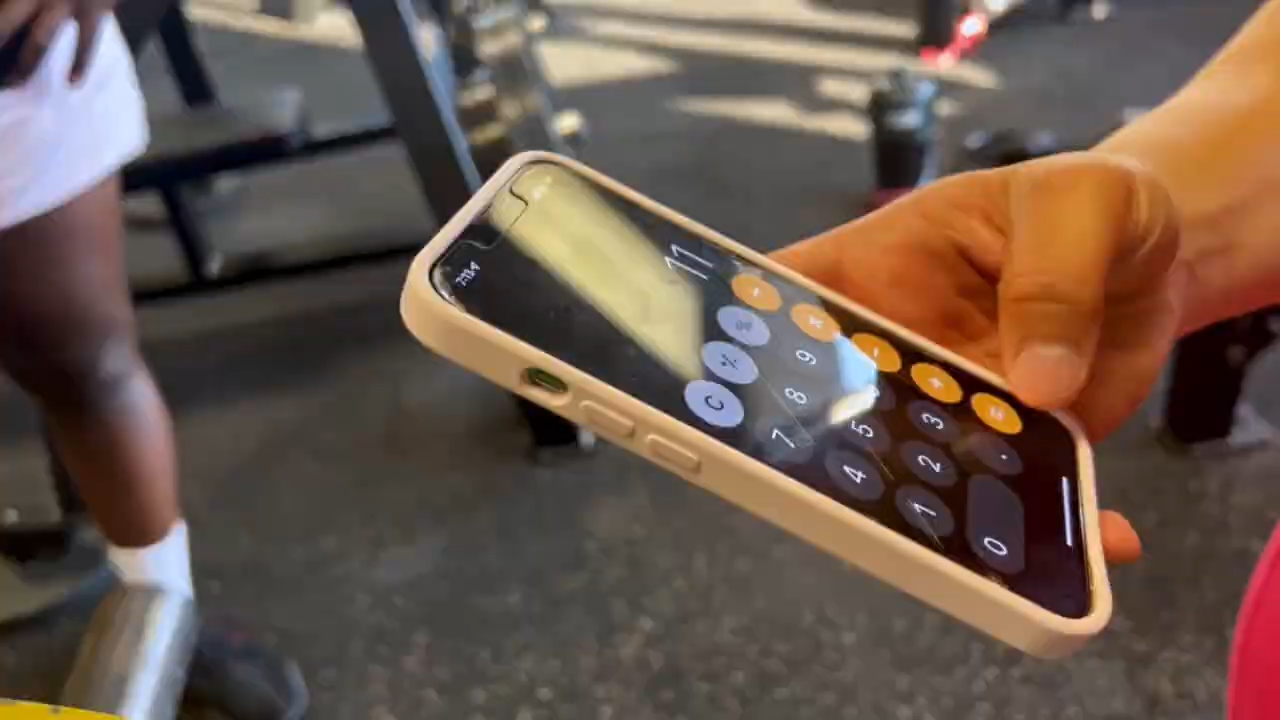 11
C ⁺∕₋ % ÷
7 8 9 ×
4 5 −
1 2 3 +
0 . =